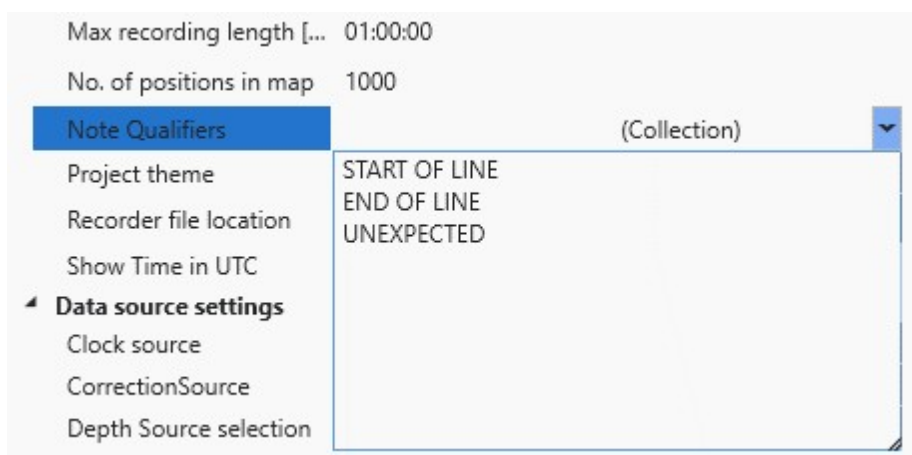 Max recording length [... 01:00:00
No. of positions in map 1000
Note Qualifiers (Collection)
Project theme
Recorder file location
Show Time in UTC
START OF LINE
END OF LINE
UNEXPECTED
Data source settings
Clock source
CorrectionSource
Depth Source selection